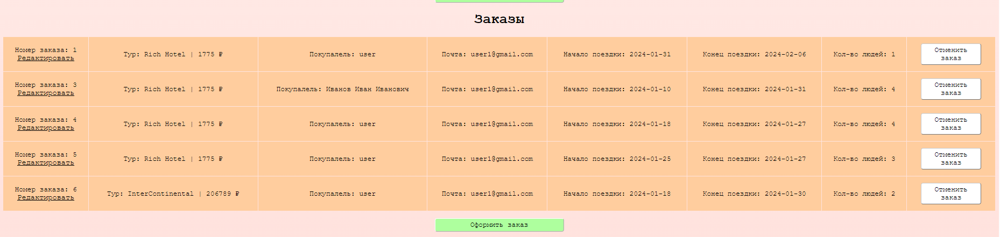 Заказы
Номер заказа: 1
Редактировать
Тур: Rich Hotel | 1775 ₽
Покупалель: user
Почта: user1@gmail.com
Начало поездки: 2024-01-31
Конец поездки: 2024-02-06
Кол-во людей: 1
Отменить
заказ
Номер заказа: 3
Редактировать
Тур: Rich Hotel | 1775 ₽
Покупалель: Иванов Иван Иванович
Почта: user1@gmail.com
Начало поездки: 2024-01-10
Конец поездки: 2024-01-31
Кол-во людей: 4
Отменить
заказ
Номер заказа: 4
Редактировать
Тур: Rich Hotel | 1775 ₽
Покупалель: user
Почта: user1@gmail.com
Начало поездки: 2024-01-18
Конец поездки: 2024-01-27
Кол-во людей: 4
Отменить
заказ
Номер заказа: 5
Редактировать
Тур: Rich Hotel | 1775 ₽
Покупалель: user
Почта: user1@gmail.com
Начало поездки: 2024-01-25
Конец поездки: 2024-01-27
Кол-во людей: 3
Отменить
заказ
Номер заказа: 6
Редактировать
Тур: InterContinental | 206789 ₽
Покупалель: user
Почта: user1@gmail.com
Начало поездки: 2024-01-18
Конец поездки: 2024-01-30
Кол-во людей: 2
Отменить
заказ
Оформить заказ